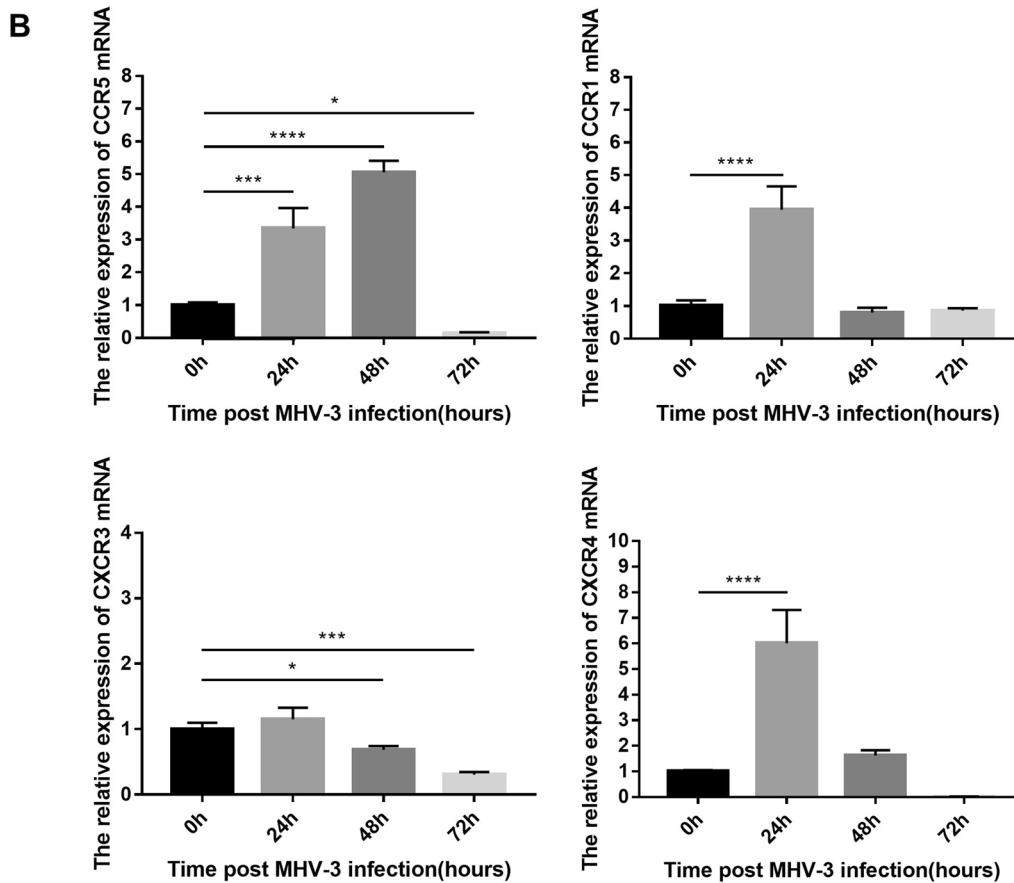 B
The relative expression of CCR5 mRNA
8
7
6
5
4
3
2
1
0
*
****
***
0h
24h
48h
72h
Time post MHV-3 infection(hours)
The relative expression of CCR1 mRNA
8
7
6
5
4
3
2
1
0
****
0h
24h
48h
72h
Time post MHV-3 infection(hours)
The relative expression of CXCR3 mRNA
4
3
2
1
0
***
*
0h
24h
48h
72h
Time post MHV-3 infection(hours)
The relative expression of CXCR4 mRNA
10
9
8
7
6
5
4
3
2
1
0
****
0h
24h
48h
72h
Time post MHV-3 infection(hours)